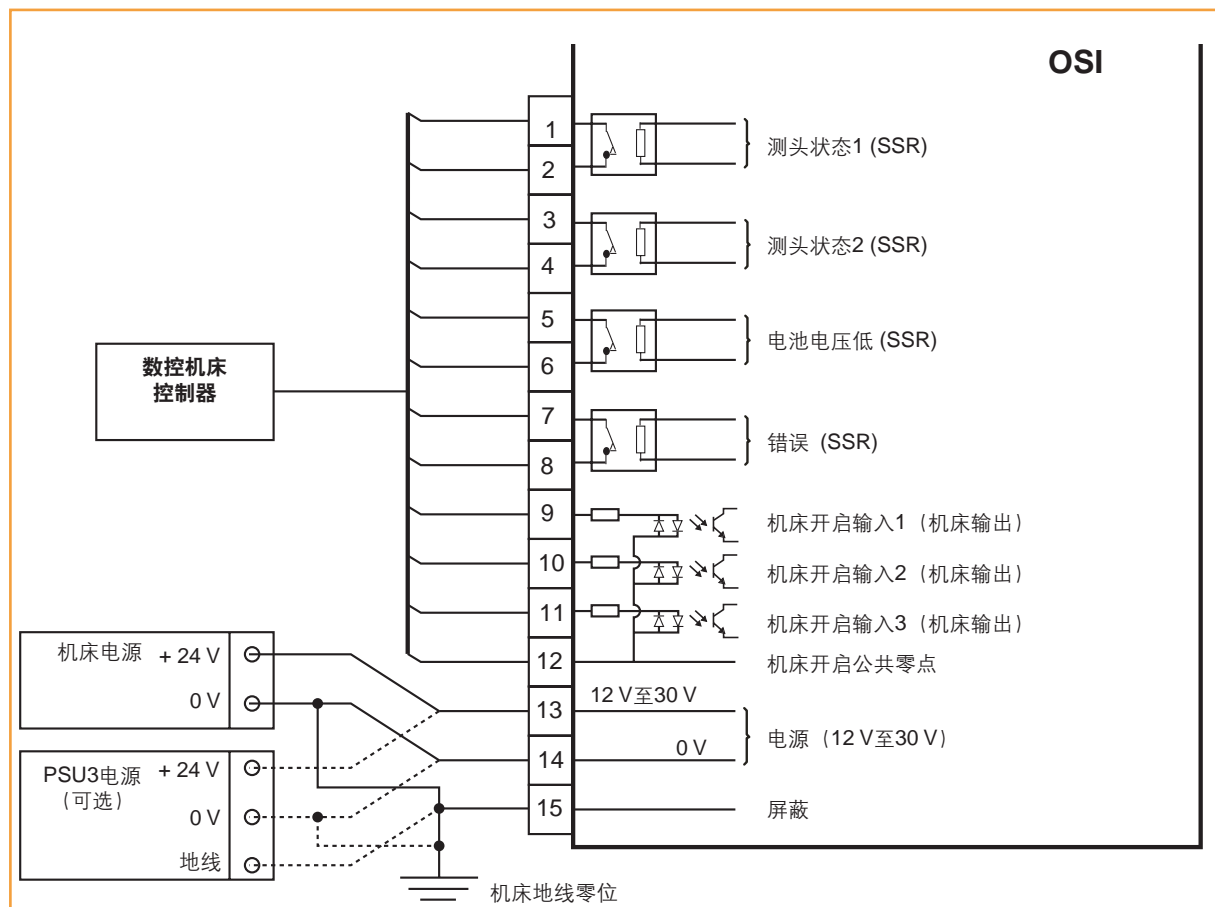 OSI
1
测头状态1 (SSR)
2
3
测头状态2 (SSR)
4
5
电池电压低 (SSR)
6
数控机床
控制器
7
错误 (SSR)
8
9
机床开启输入1（机床输出）
10
机床开启输入2（机床输出）
11
机床开启输入3（机床输出）
12
机床开启公共零点
机床电源
+ 24 V
0 V
13
12 V至30 V
电源（12 V至30 V）
14
0 V
PSU3电源
（可选）
+ 24 V
0 V
地线
15
屏蔽
机床地线零位